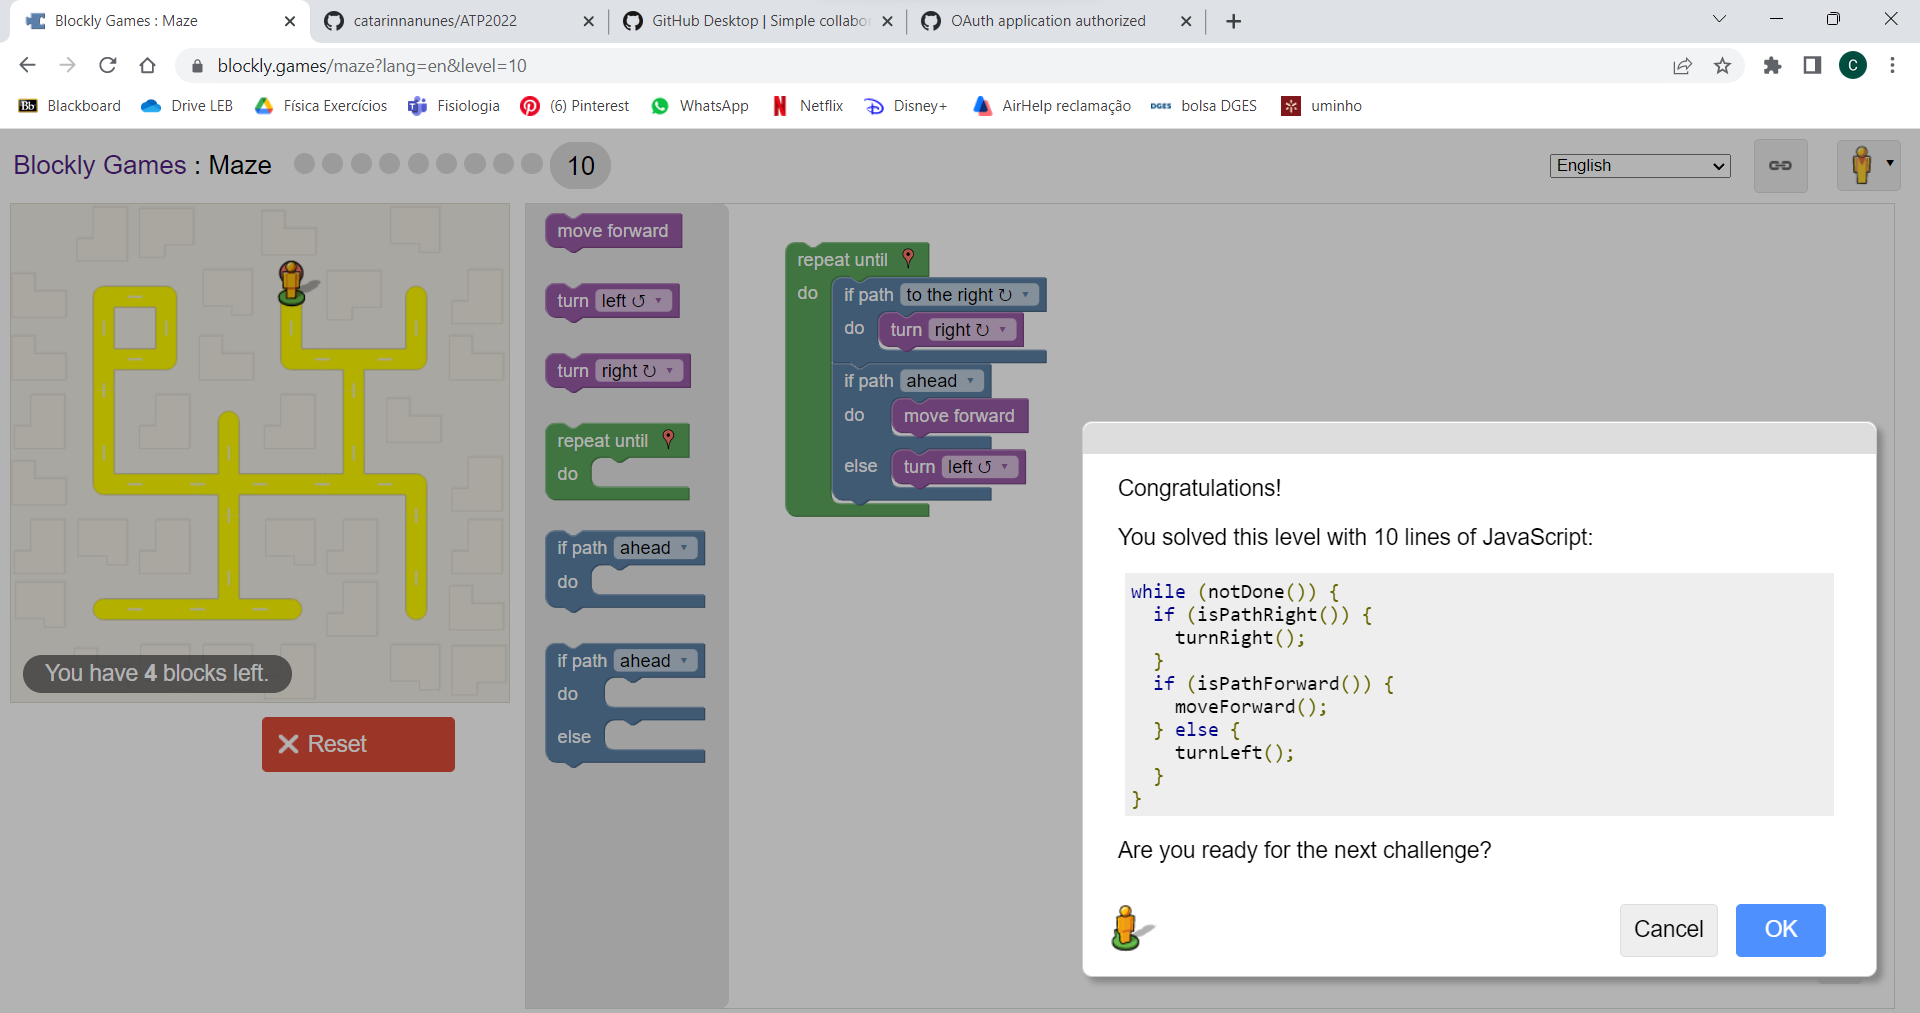 Blockly Games : Maze
catarinnanunes/ATP2022
GitHub Desktop | Simple collabor
OAuth application authorized
blockly.games/maze?lang=en&level=10
C
Bb Blackboard
Drive LEB
Física Exercícios
Fisiologia
(6) Pinterest
WhatsApp
Netflix
Disney+
AirHelp reclamação
DGES bolsa DGES
uminho
Blockly Games : Maze
10
English
You have 4 blocks left.
Reset
move forward
turn left ↺
turn right ↻
repeat until
do
if path ahead
do
if path ahead
do
else
repeat until
do
if path to the right ↻
do turn right ↻
if path ahead
do move forward
else turn left ↺
Congratulations!
You solved this level with 10 lines of JavaScript:
while (notDone()) {
  if (isPathRight()) {
    turnRight();
  }
  if (isPathForward()) {
    moveForward();
  } else {
    turnLeft();
  }
}
Are you ready for the next challenge?
Cancel
OK